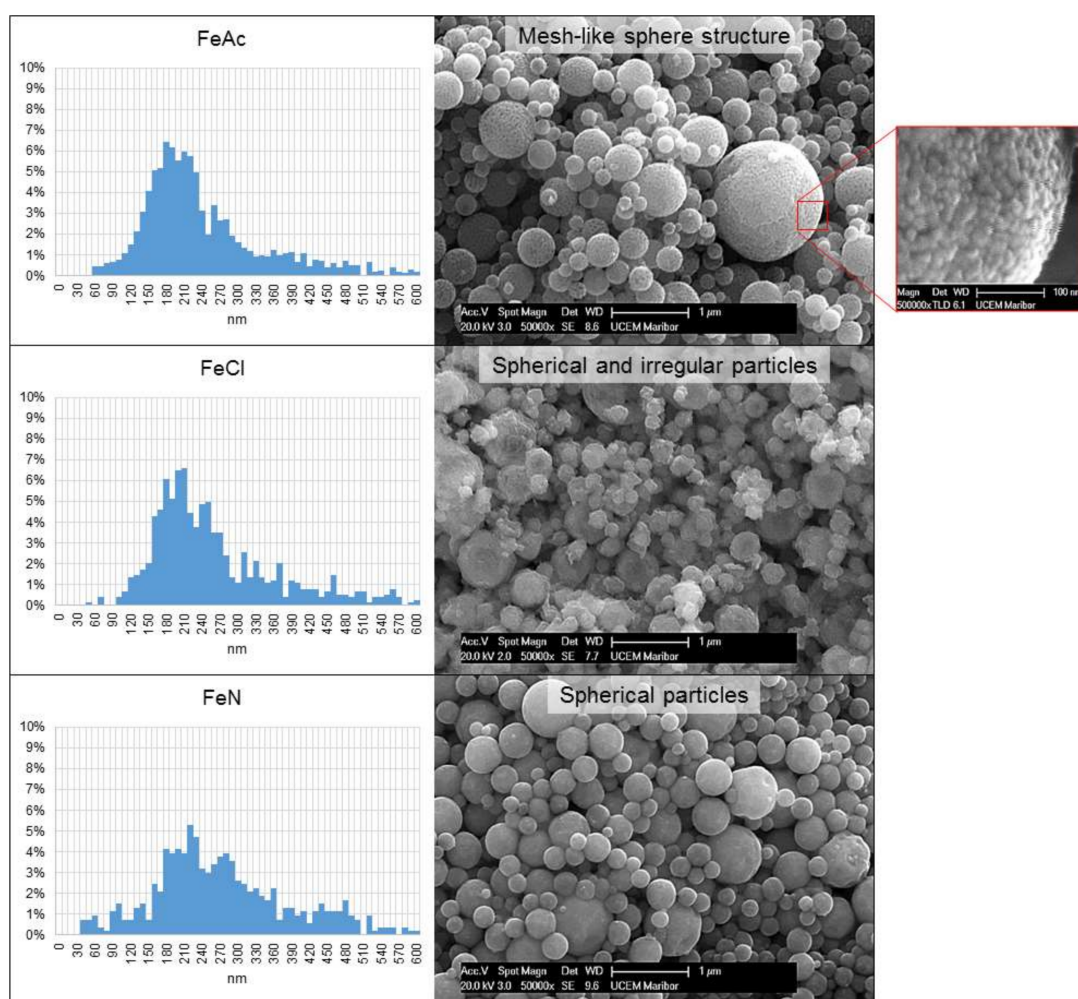 FeAc
10%
9%
8%
7%
6%
5%
4%
3%
2%
1%
0%
0 30 60 90 120 150 180 210 240 270 300 330 360 390 420 450 480 510 540 570 600
nm
Mesh-like sphere structure
Acc.V Spot Magn Det WD 1 µm
20.0 kV 3.0 50000x SE 8.6 UCEM Maribor
Magn Det WD 100 nm
500000x TLD 6.1 UCEM Maribor
FeCl
10%
9%
8%
7%
6%
5%
4%
3%
2%
1%
0%
0 30 60 90 120 150 180 210 240 270 300 330 360 390 420 450 480 510 540 570 600
nm
Spherical and irregular particles
Acc.V Spot Magn Det WD 1 µm
20.0 kV 2.0 50000x SE 7.7 UCEM Maribor
FeN
10%
9%
8%
7%
6%
5%
4%
3%
2%
1%
0%
0 30 60 90 120 150 180 210 240 270 300 330 360 390 420 450 480 510 540 570 600
nm
Spherical particles
Acc.V Spot Magn Det WD 1 µm
20.0 kV 3.0 50000x SE 9.6 UCEM Maribor